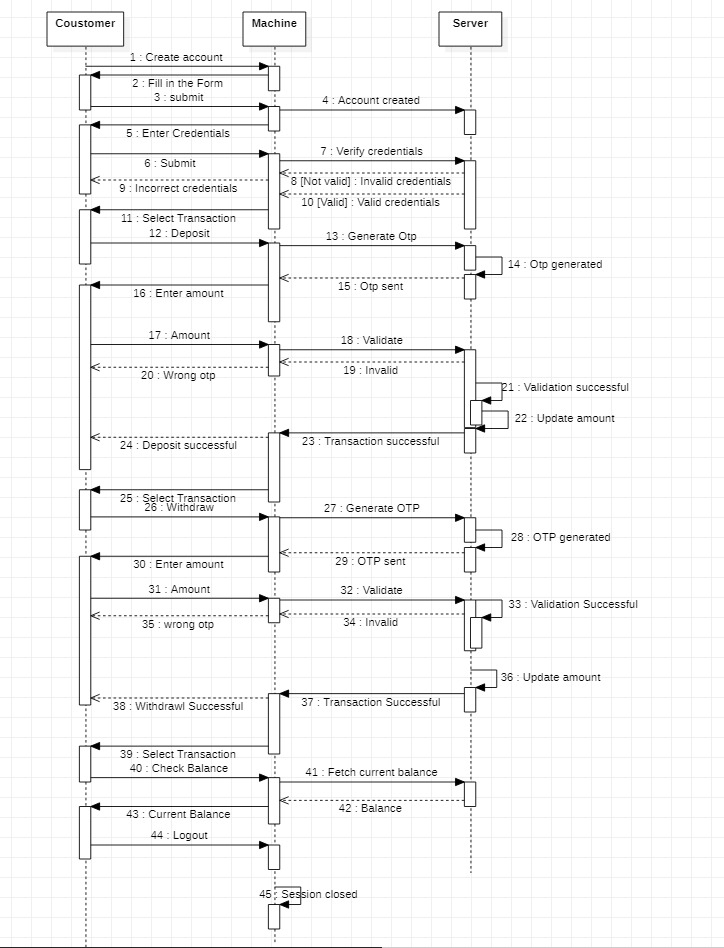 Coustomer
Machine
Server
1 : Create account
2 : Fill in the Form
3 : submit
4 : Account created
5 : Enter Credentials
6 : Submit
7 : Verify credentials
8 [Not valid] : Invalid credentials
9 : Incorrect credentials
10 [Valid] : Valid credentials
11 : Select Transaction
12 : Deposit
13 : Generate Otp
14 : Otp generated
15 : Otp sent
16 : Enter amount
17 : Amount
18 : Validate
19 : Invalid
20 : Wrong otp
21 : Validation successful
22 : Update amount
23 : Transaction successful
24 : Deposit successful
25 : Select Transaction
26 : Withdraw
27 : Generate OTP
28 : OTP generated
29 : OTP sent
30 : Enter amount
31 : Amount
32 : Validate
33 : Validation Successful
34 : Invalid
35 : wrong otp
36 : Update amount
37 : Transaction Successful
38 : Withdrawl Successful
39 : Select Transaction
40 : Check Balance
41 : Fetch current balance
42 : Balance
43 : Current Balance
44 : Logout
45 : Session closed